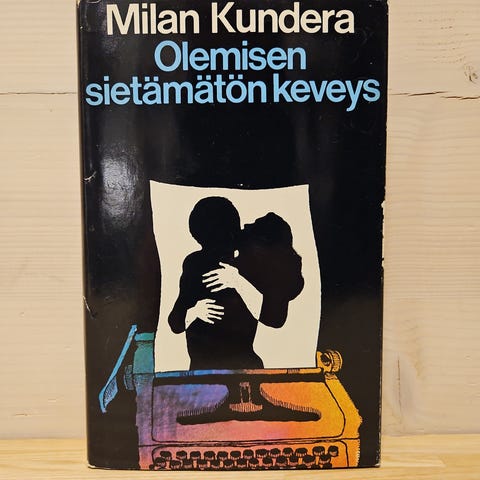 Milan Kundera
Olemisen
sietämätön keveys